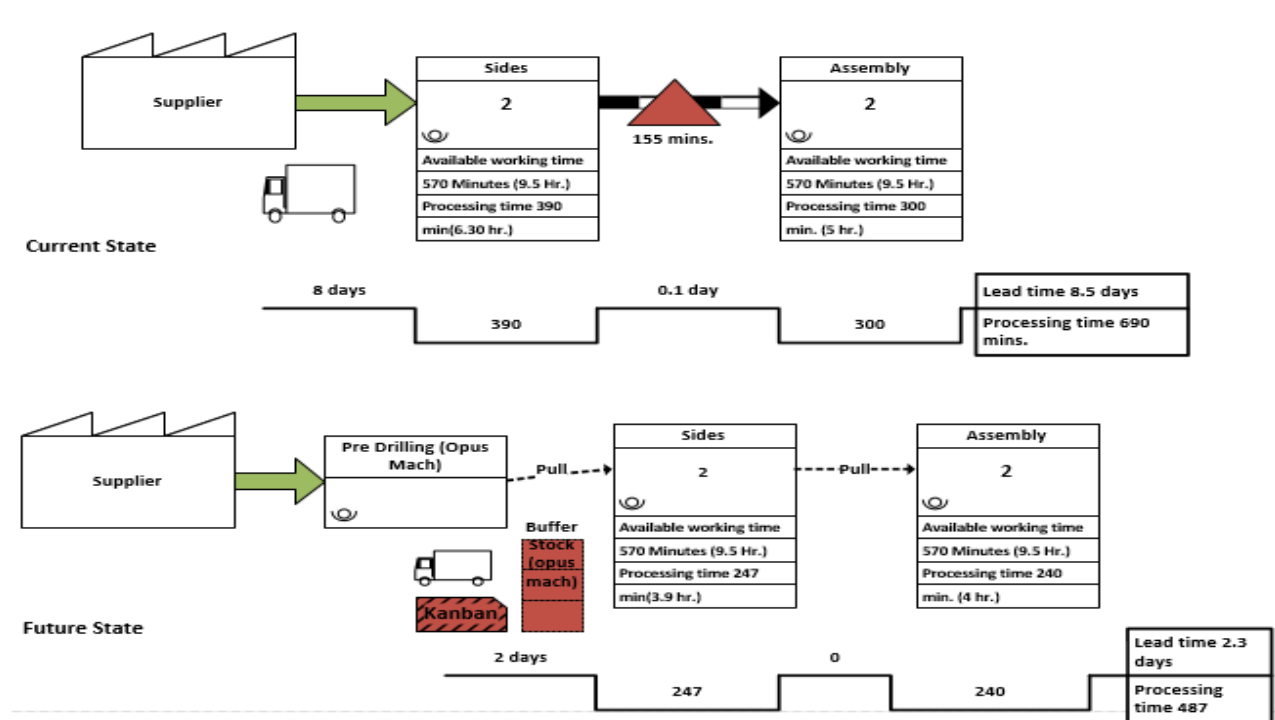 Supplier
Sides
2
Available working time
570 Minutes (9.5 Hr.)
Processing time 390
min(6.30 hr.)
155 mins.
Assembly
2
Available working time
570 Minutes (9.5 Hr.)
Processing time 300
min. (5 hr.)
Current State
8 days
390
0.1 day
300
Lead time 8.5 days
Processing time 690
mins.
Supplier
Pre Drilling (Opus
Mach)
Pull
Buffer
Stock
(opus
mach)
Kanban
Sides
2
Available working time
570 Minutes (9.5 Hr.)
Processing time 247
min(3.9 hr.)
Pull
Assembly
2
Available working time
570 Minutes (9.5 Hr.)
Processing time 240
min. (4 hr.)
Future State
2 days
247
0
240
Lead time 2.3
days
Processing
time 487